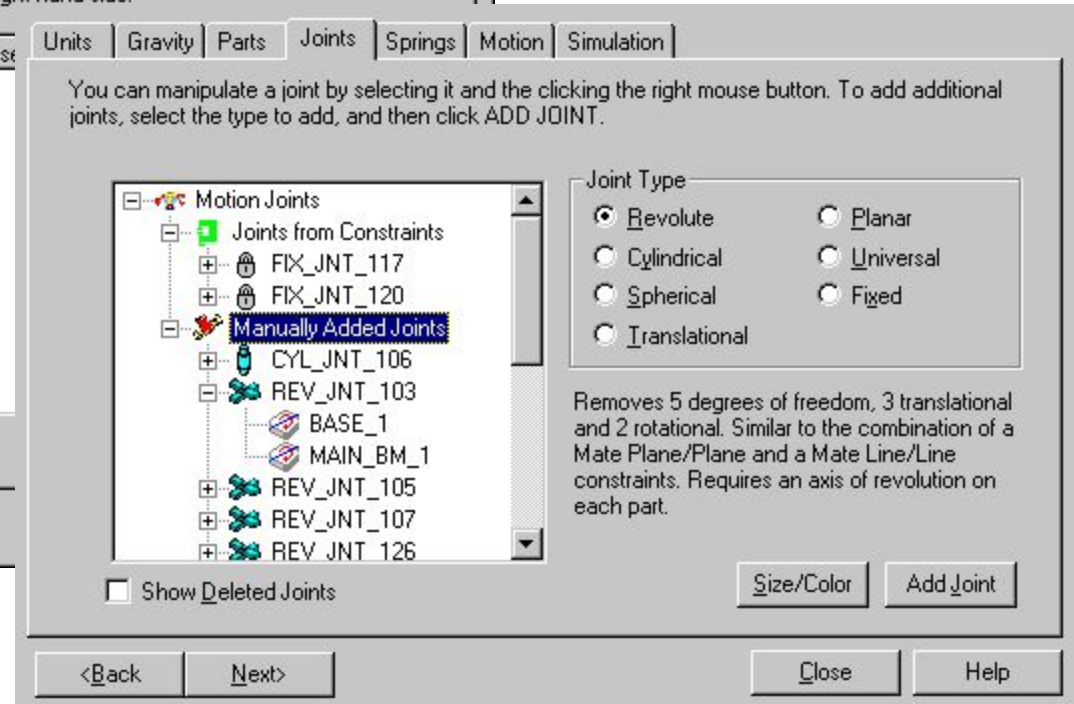 Units
Gravity
Parts
Joints
Springs
Motion
Simulation
You can manipulate a joint by selecting it and the clicking the right mouse button. To add additional
joints, select the type to add, and then click ADD JOINT.
Motion Joints
Joints from Constraints
FIX_JNT_117
FIX_JNT_120
Manually Added Joints
CYL_JNT_106
REV_JNT_103
BASE_1
MAIN_BM_1
REV_JNT_105
REV_JNT_107
REV_JNT_126
Show Deleted Joints
Joint Type
Revolute
Planar
Cylindrical
Universal
Spherical
Fixed
Translational
Removes 5 degrees of freedom, 3 translational
and 2 rotational. Similar to the combination of a
Mate Plane/Plane and a Mate Line/Line
constraints. Requires an axis of revolution on
each part.
Size/Color
Add Joint
<Back
Next>
Close
Help